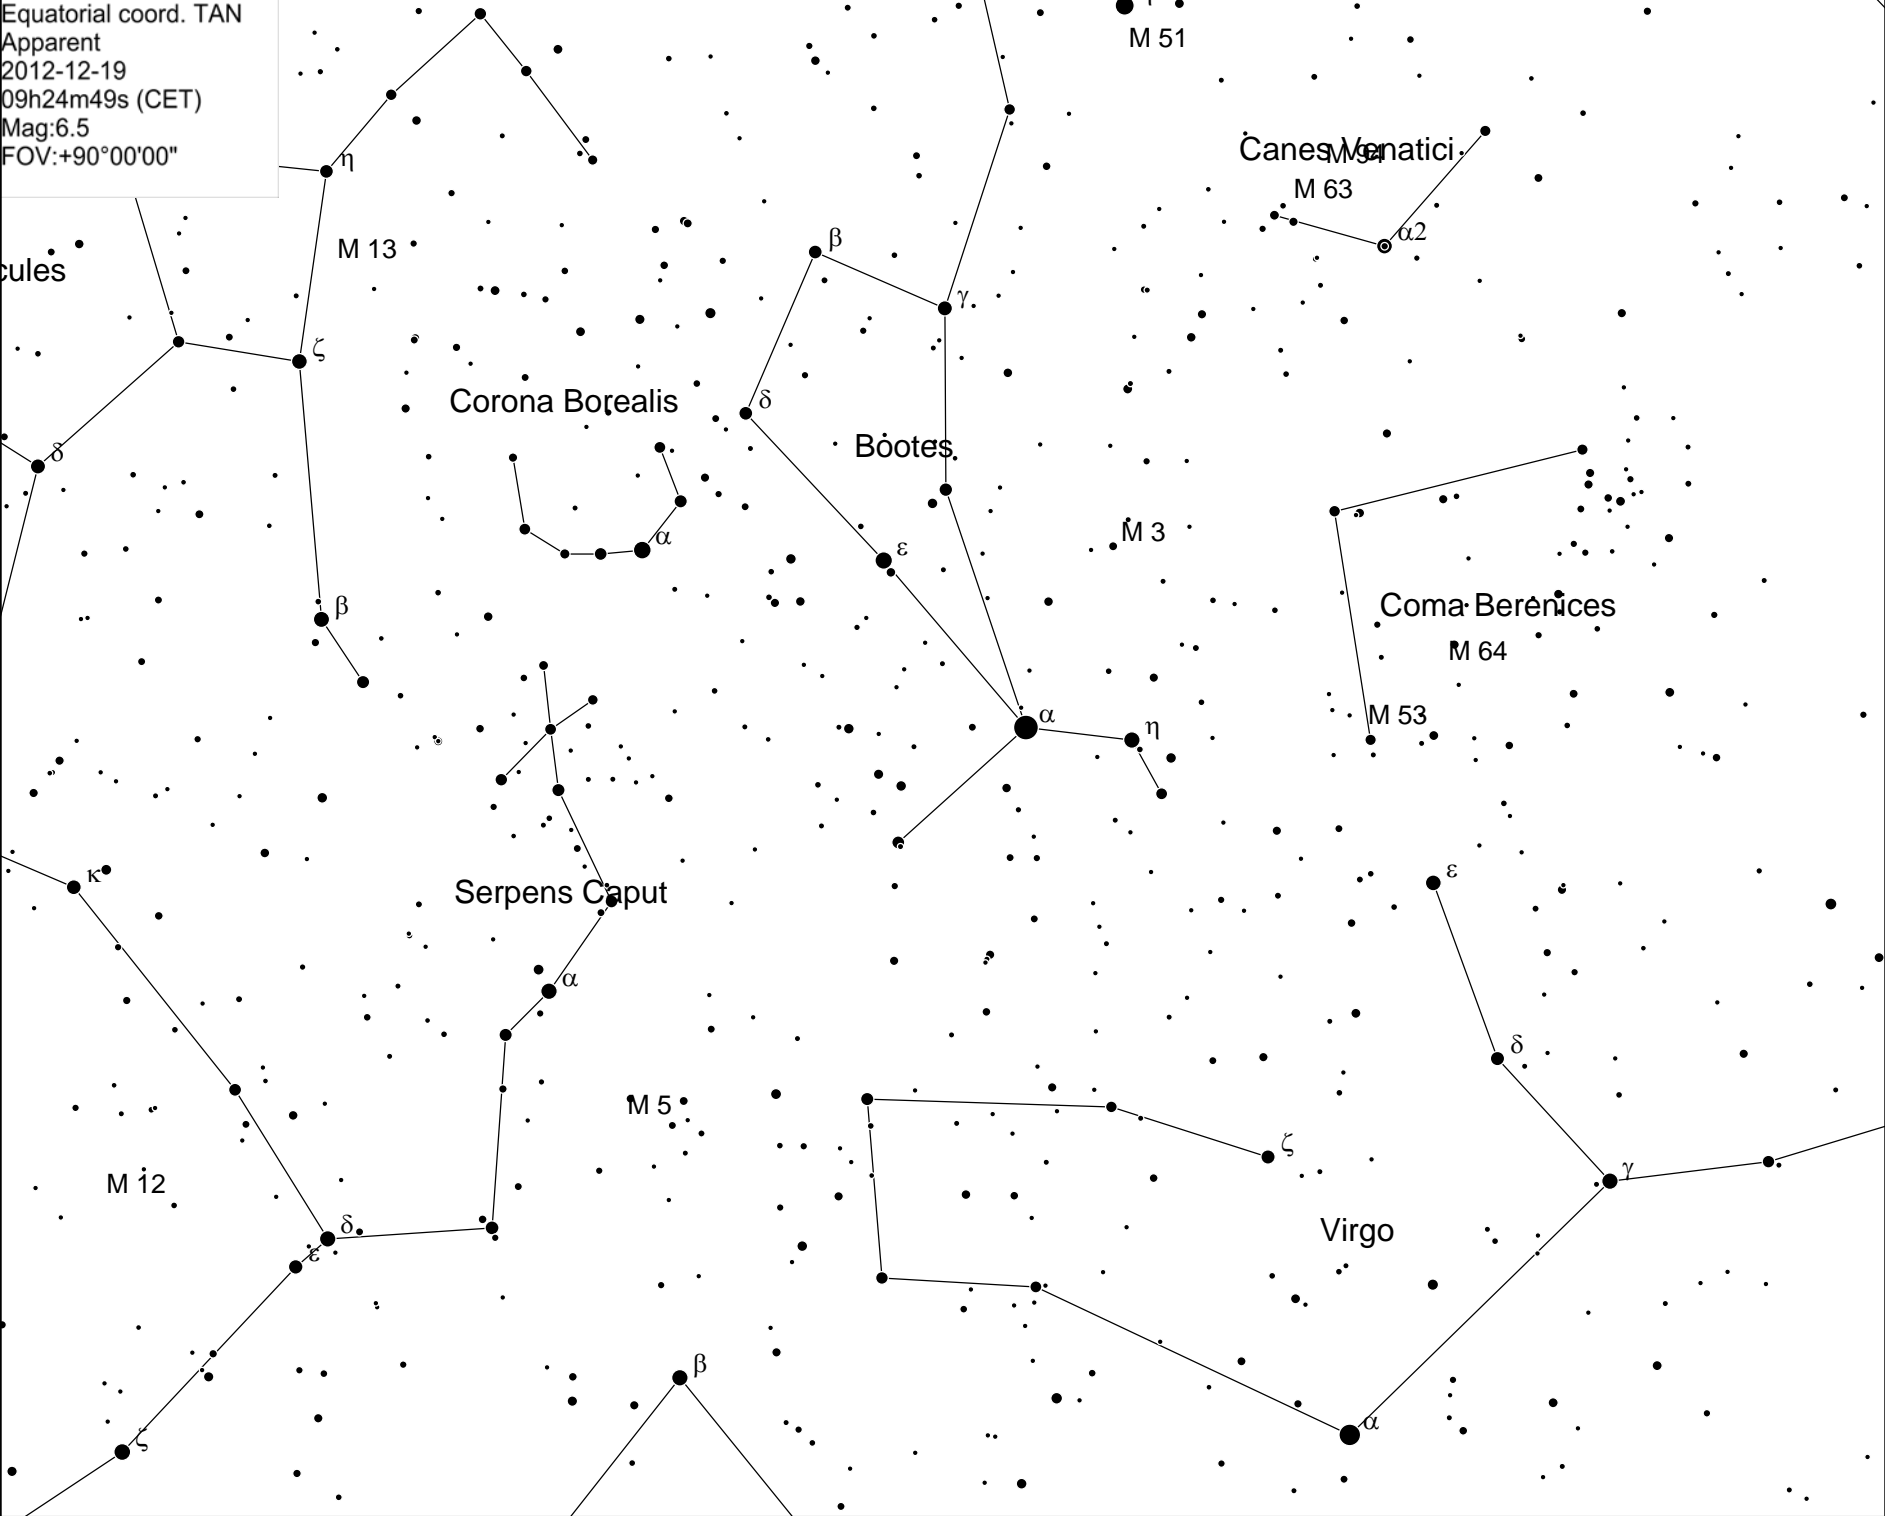 Equatorial coord. TAN
Apparent
2012-12-19
09h24m49s (CET)
Mag:6.5
FOV:+90°00'00"
M 51
Canes Venatici
M 94
M 63
α2
η
M 13
cules
β
γ
ζ
Corona Borealis
δ
Bootes
δ
α
ε
M 3
β
Coma Berenices
M 64
M 53
α
η
κ
Serpens Caput
ε
α
δ
M 5
ζ
M 12
γ
δ
ε
Virgo
β
α
ζ